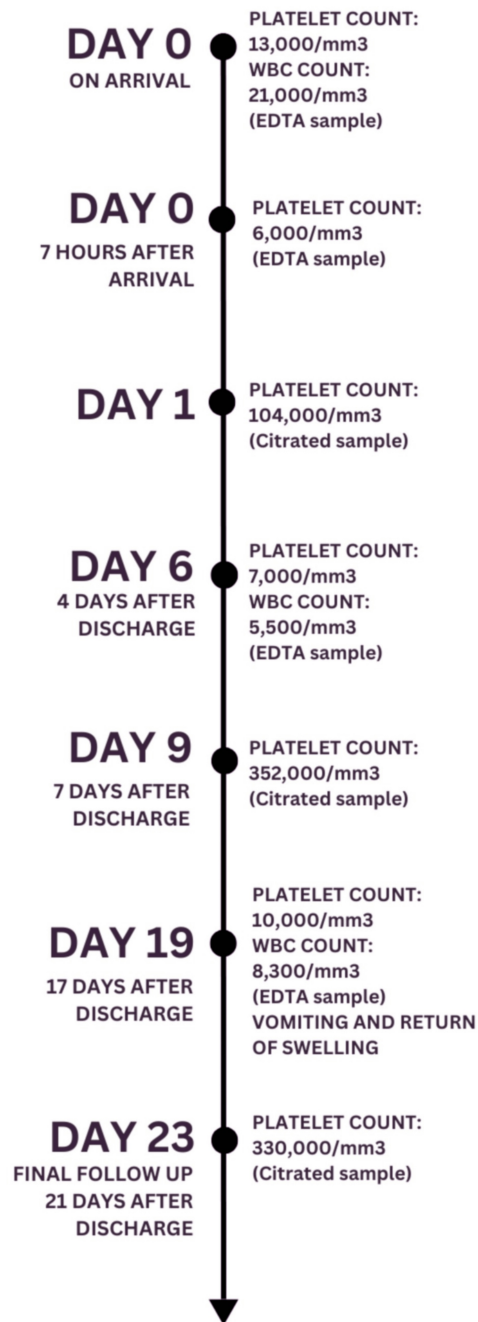 DAY 0
ON ARRIVAL
PLATELET COUNT:
13,000/mm3
WBC COUNT:
21,000/mm3
(EDTA sample)
DAY 0
7 HOURS AFTER
ARRIVAL
PLATELET COUNT:
6,000/mm3
(EDTA sample)
DAY 1
PLATELET COUNT:
104,000/mm3
(Citrated sample)
DAY 6
4 DAYS AFTER
DISCHARGE
PLATELET COUNT:
7,000/mm3
WBC COUNT:
5,500/mm3
(EDTA sample)
DAY 9
7 DAYS AFTER
DISCHARGE
PLATELET COUNT:
352,000/mm3
(Citrated sample)
DAY 19
17 DAYS AFTER
DISCHARGE
PLATELET COUNT:
10,000/mm3
WBC COUNT:
8,300/mm3
(EDTA sample)
VOMITING AND RETURN
OF SWELLING
DAY 23
FINAL FOLLOW UP
21 DAYS AFTER
DISCHARGE
PLATELET COUNT:
330,000/mm3
(Citrated sample)